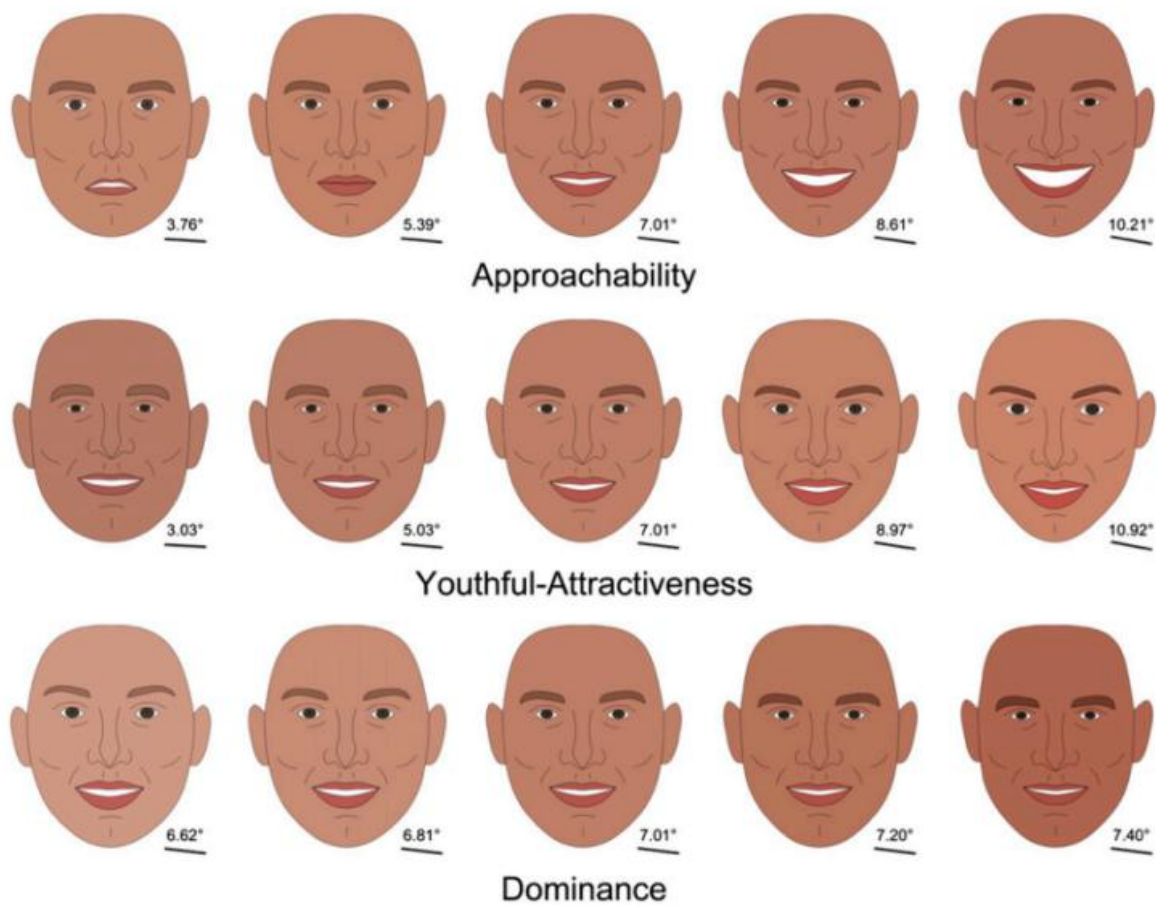 3.76° 5.39° 7.01° 8.61° 10.21°
Approachability
3.03° 5.03° 7.01° 8.97° 10.92°
Youthful-Attractiveness
6.62° 6.81° 7.01° 7.20° 7.40°
Dominance